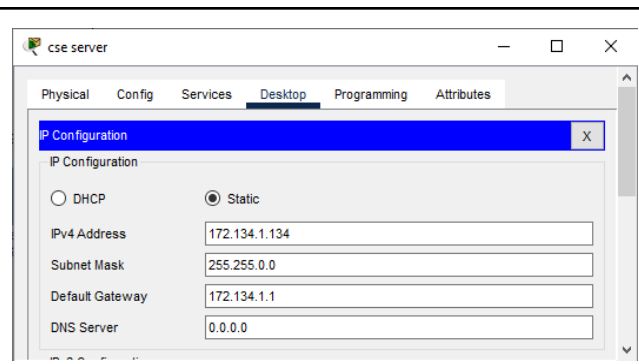 cse server
Physical Config Services Desktop Programming Attributes
IP Configuration X
IP Configuration
DHCP Static
IPv4 Address 172.134.1.134
Subnet Mask 255.255.0.0
Default Gateway 172.134.1.1
DNS Server 0.0.0.0